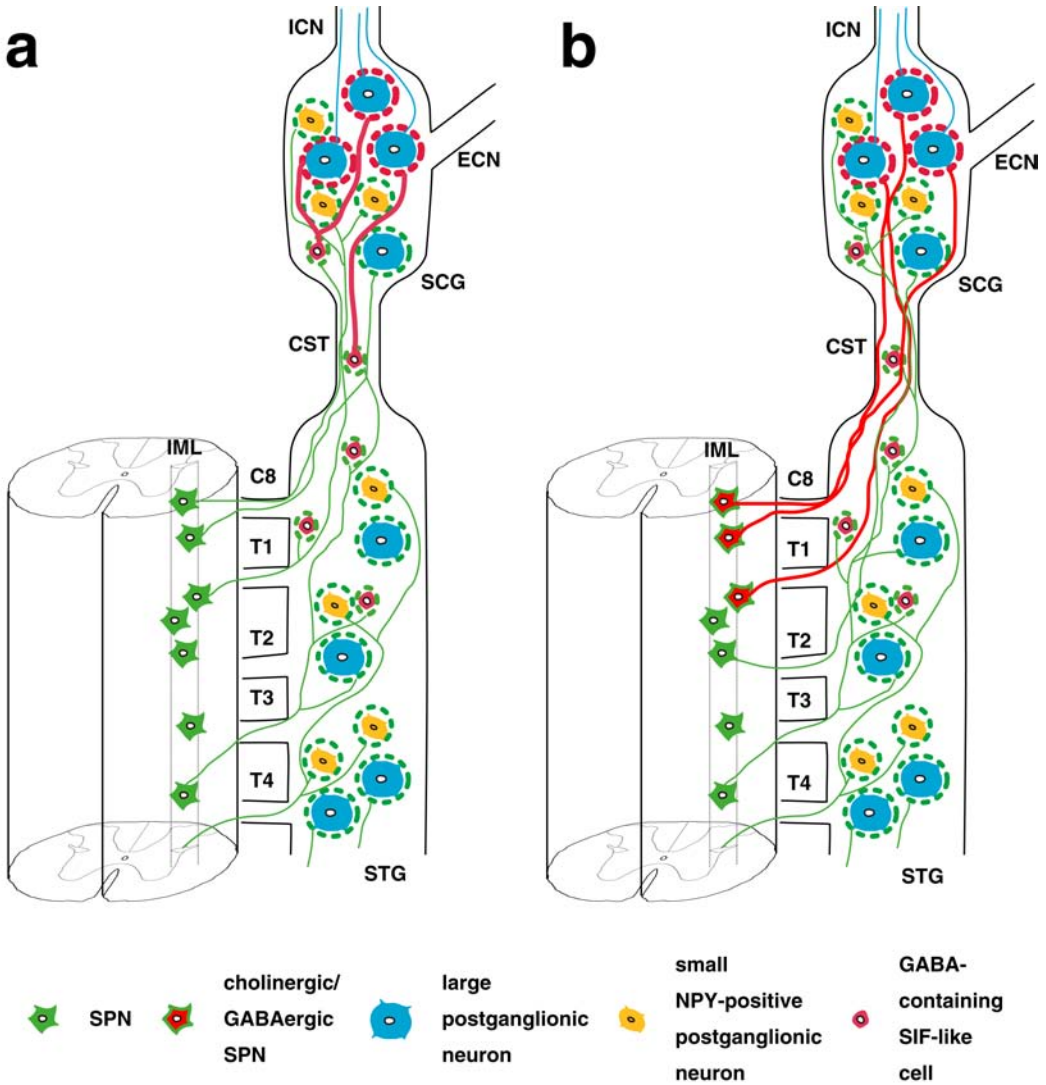 a
ICN
ECN
SCG
CST
IML
C8
T1
T2
T3
T4
STG
b
ICN
ECN
SCG
CST
IML
C8
T1
T2
T3
T4
STG
SPN
cholinergic/
GABAergic
SPN
large
postganglionic
neuron
small
NPY-positive
postganglionic
neuron
GABA-
containing
SIF-like
cell